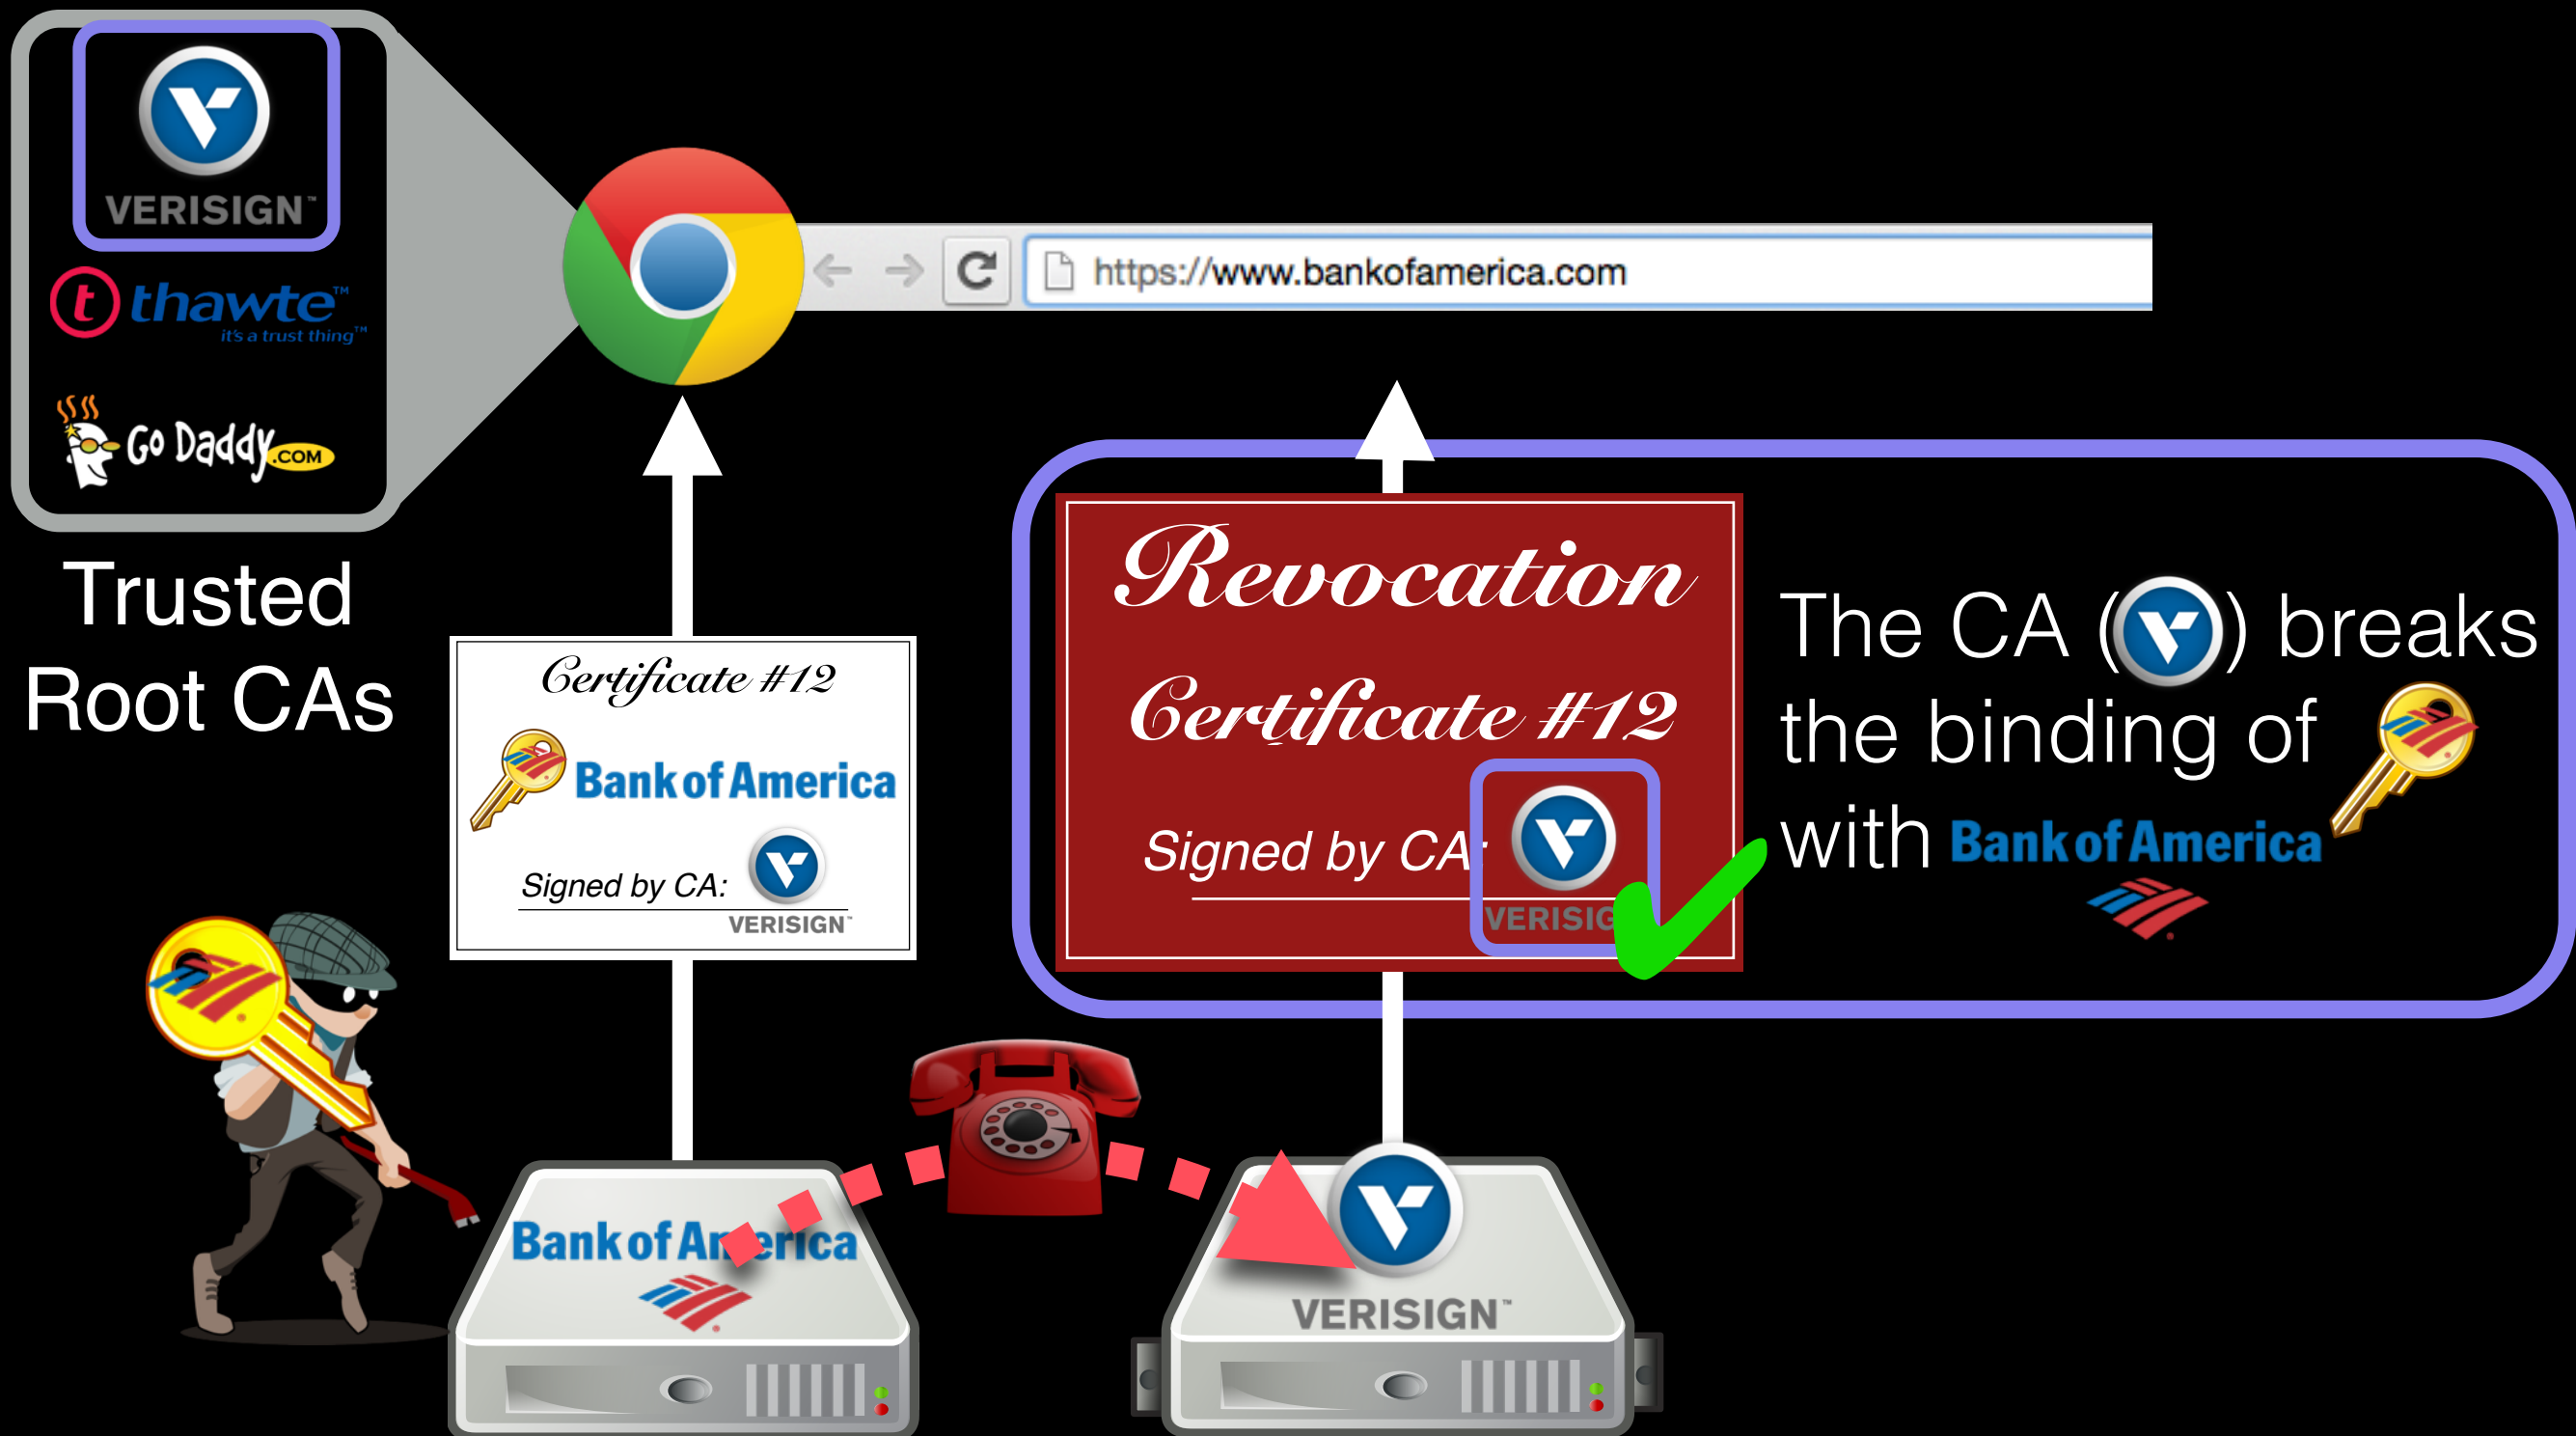 VERISIGN™
thawte™
it's a trust thing™
Go Daddy.COM
Trusted
Root CAs
https://www.bankofamerica.com
Certificate #12
Bank of America
Signed by CA:
VERISIGN™
Revocation
Certificate #12
Signed by CA:
VERISIG
The CA ( ) breaks
the binding of
with Bank of America
Bank of America
VERISIGN™